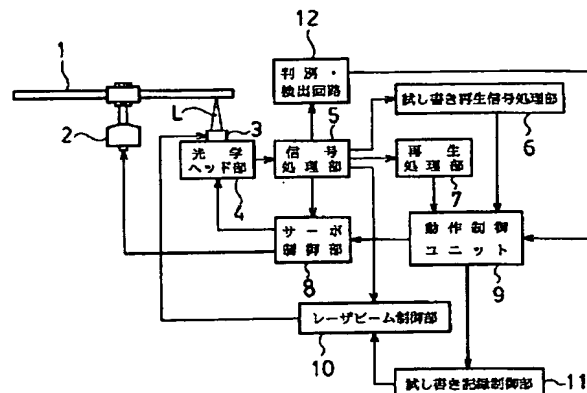 12
判別・
検出回路
1
L
2
3
光学
ヘッド部
4
5
信号
処理部
試し書き再生信号処理部
6
再生
処理部
7
サーボ
制御部
8
動作制御
ユニット
9
レーザビーム制御部
10
試し書き記録制御部
11